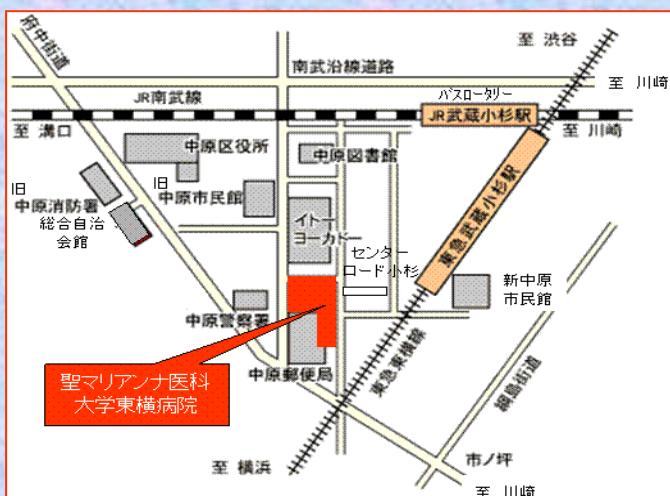 府中街道
至 渋谷
南武沿線道路
至 川崎
バスロータリー
JR南武線
JR武蔵小杉駅
至 溝口
至 川崎
中原区役所
中原図書館
旧
旧
中原消防署
中原市民館
総合自治
会館
イトー
ヨーカドー
東急武蔵小杉駅
センター
ロード小杉
新中原
市民館
中原警察署
聖マリアンナ医科
大学東横病院
中原郵便局
東急東横線
綱島街道
市ノ坪
至 横浜
至 川崎